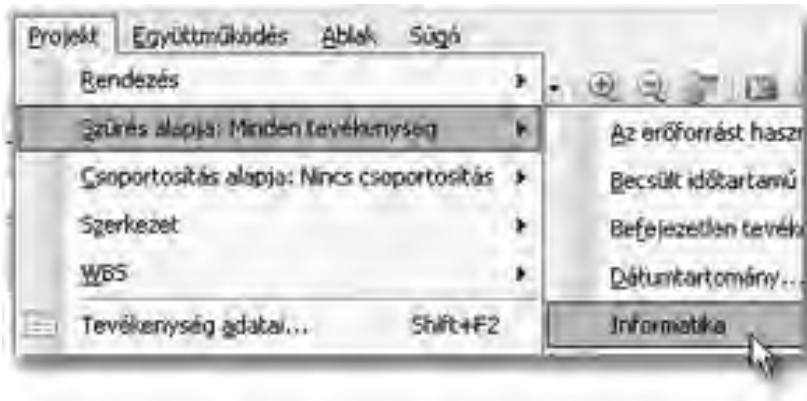 Projekt Együttműködés Ablak Súgó
Rendezés
Szűrés alapja: Minden tevékenység
Csoportosítás alapja: Nincs csoportosítás
Szerkezet
WBS
Tevékenység adatai... Shift+F2
Az erőforrást haszn
Becsült időtartamú
Befejezetlen tevék
Dátumtartomány...
Informatika